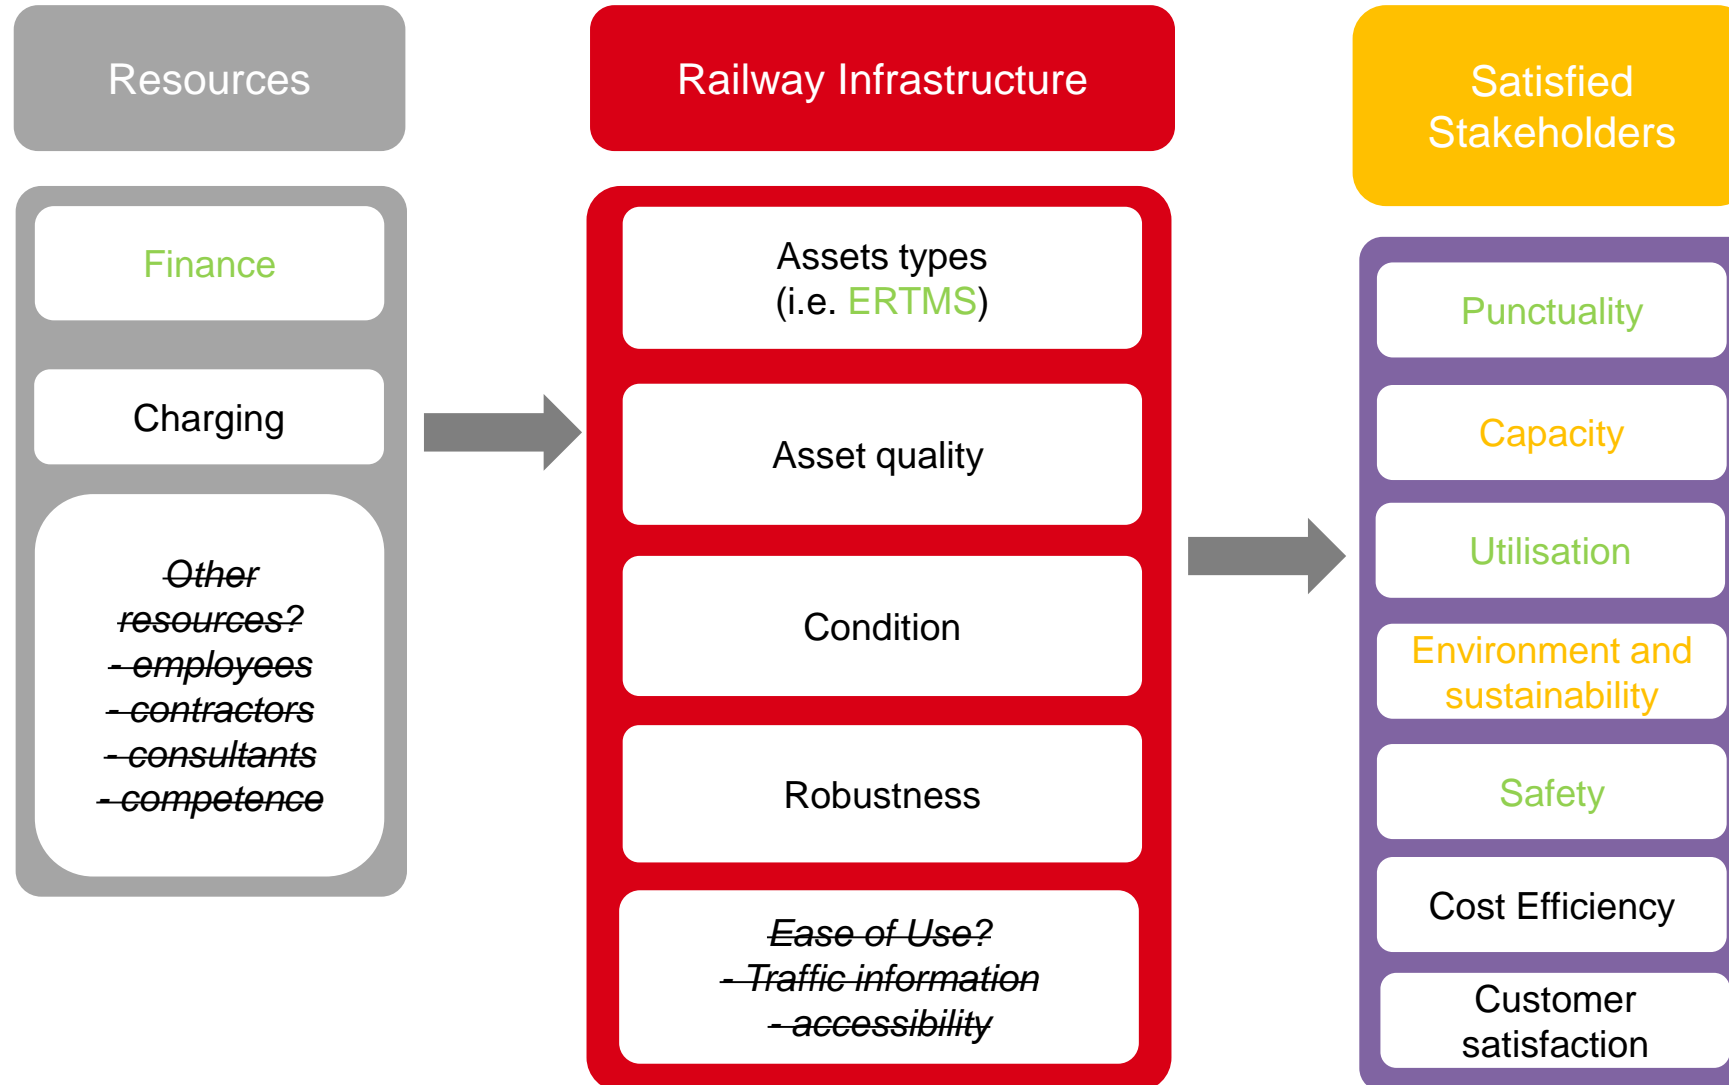 Resources
Finance
Charging
Other
resources?
- employees
- contractors
- consultants
- competence
Railway Infrastructure
Assets types
(i.e. ERTMS)
Asset quality
Condition
Robustness
Ease of Use?
- Traffic information
- accessibility
Satisfied
Stakeholders
Punctuality
Capacity
Utilisation
Environment and
sustainability
Safety
Cost Efficiency
Customer
satisfaction